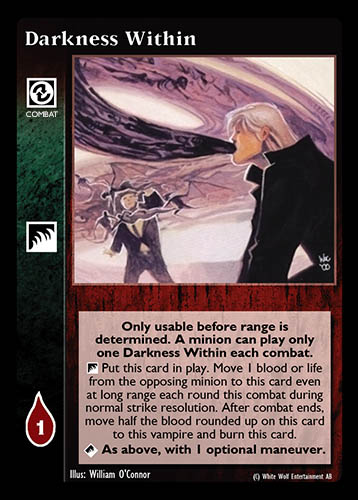 Darkness Within
COMBAT
Only usable before range is
determined. A minion can play only
one Darkness Within each combat.
Put this card in play. Move 1 blood or life
from the opposing minion to this card even
at long range each round this combat during
normal strike resolution. After combat ends,
move half the blood rounded up on this card
to this vampire and burn this card.
As above, with 1 optional maneuver.
1
Illus: William O'Connor
(C) White Wolf Entertainment AB